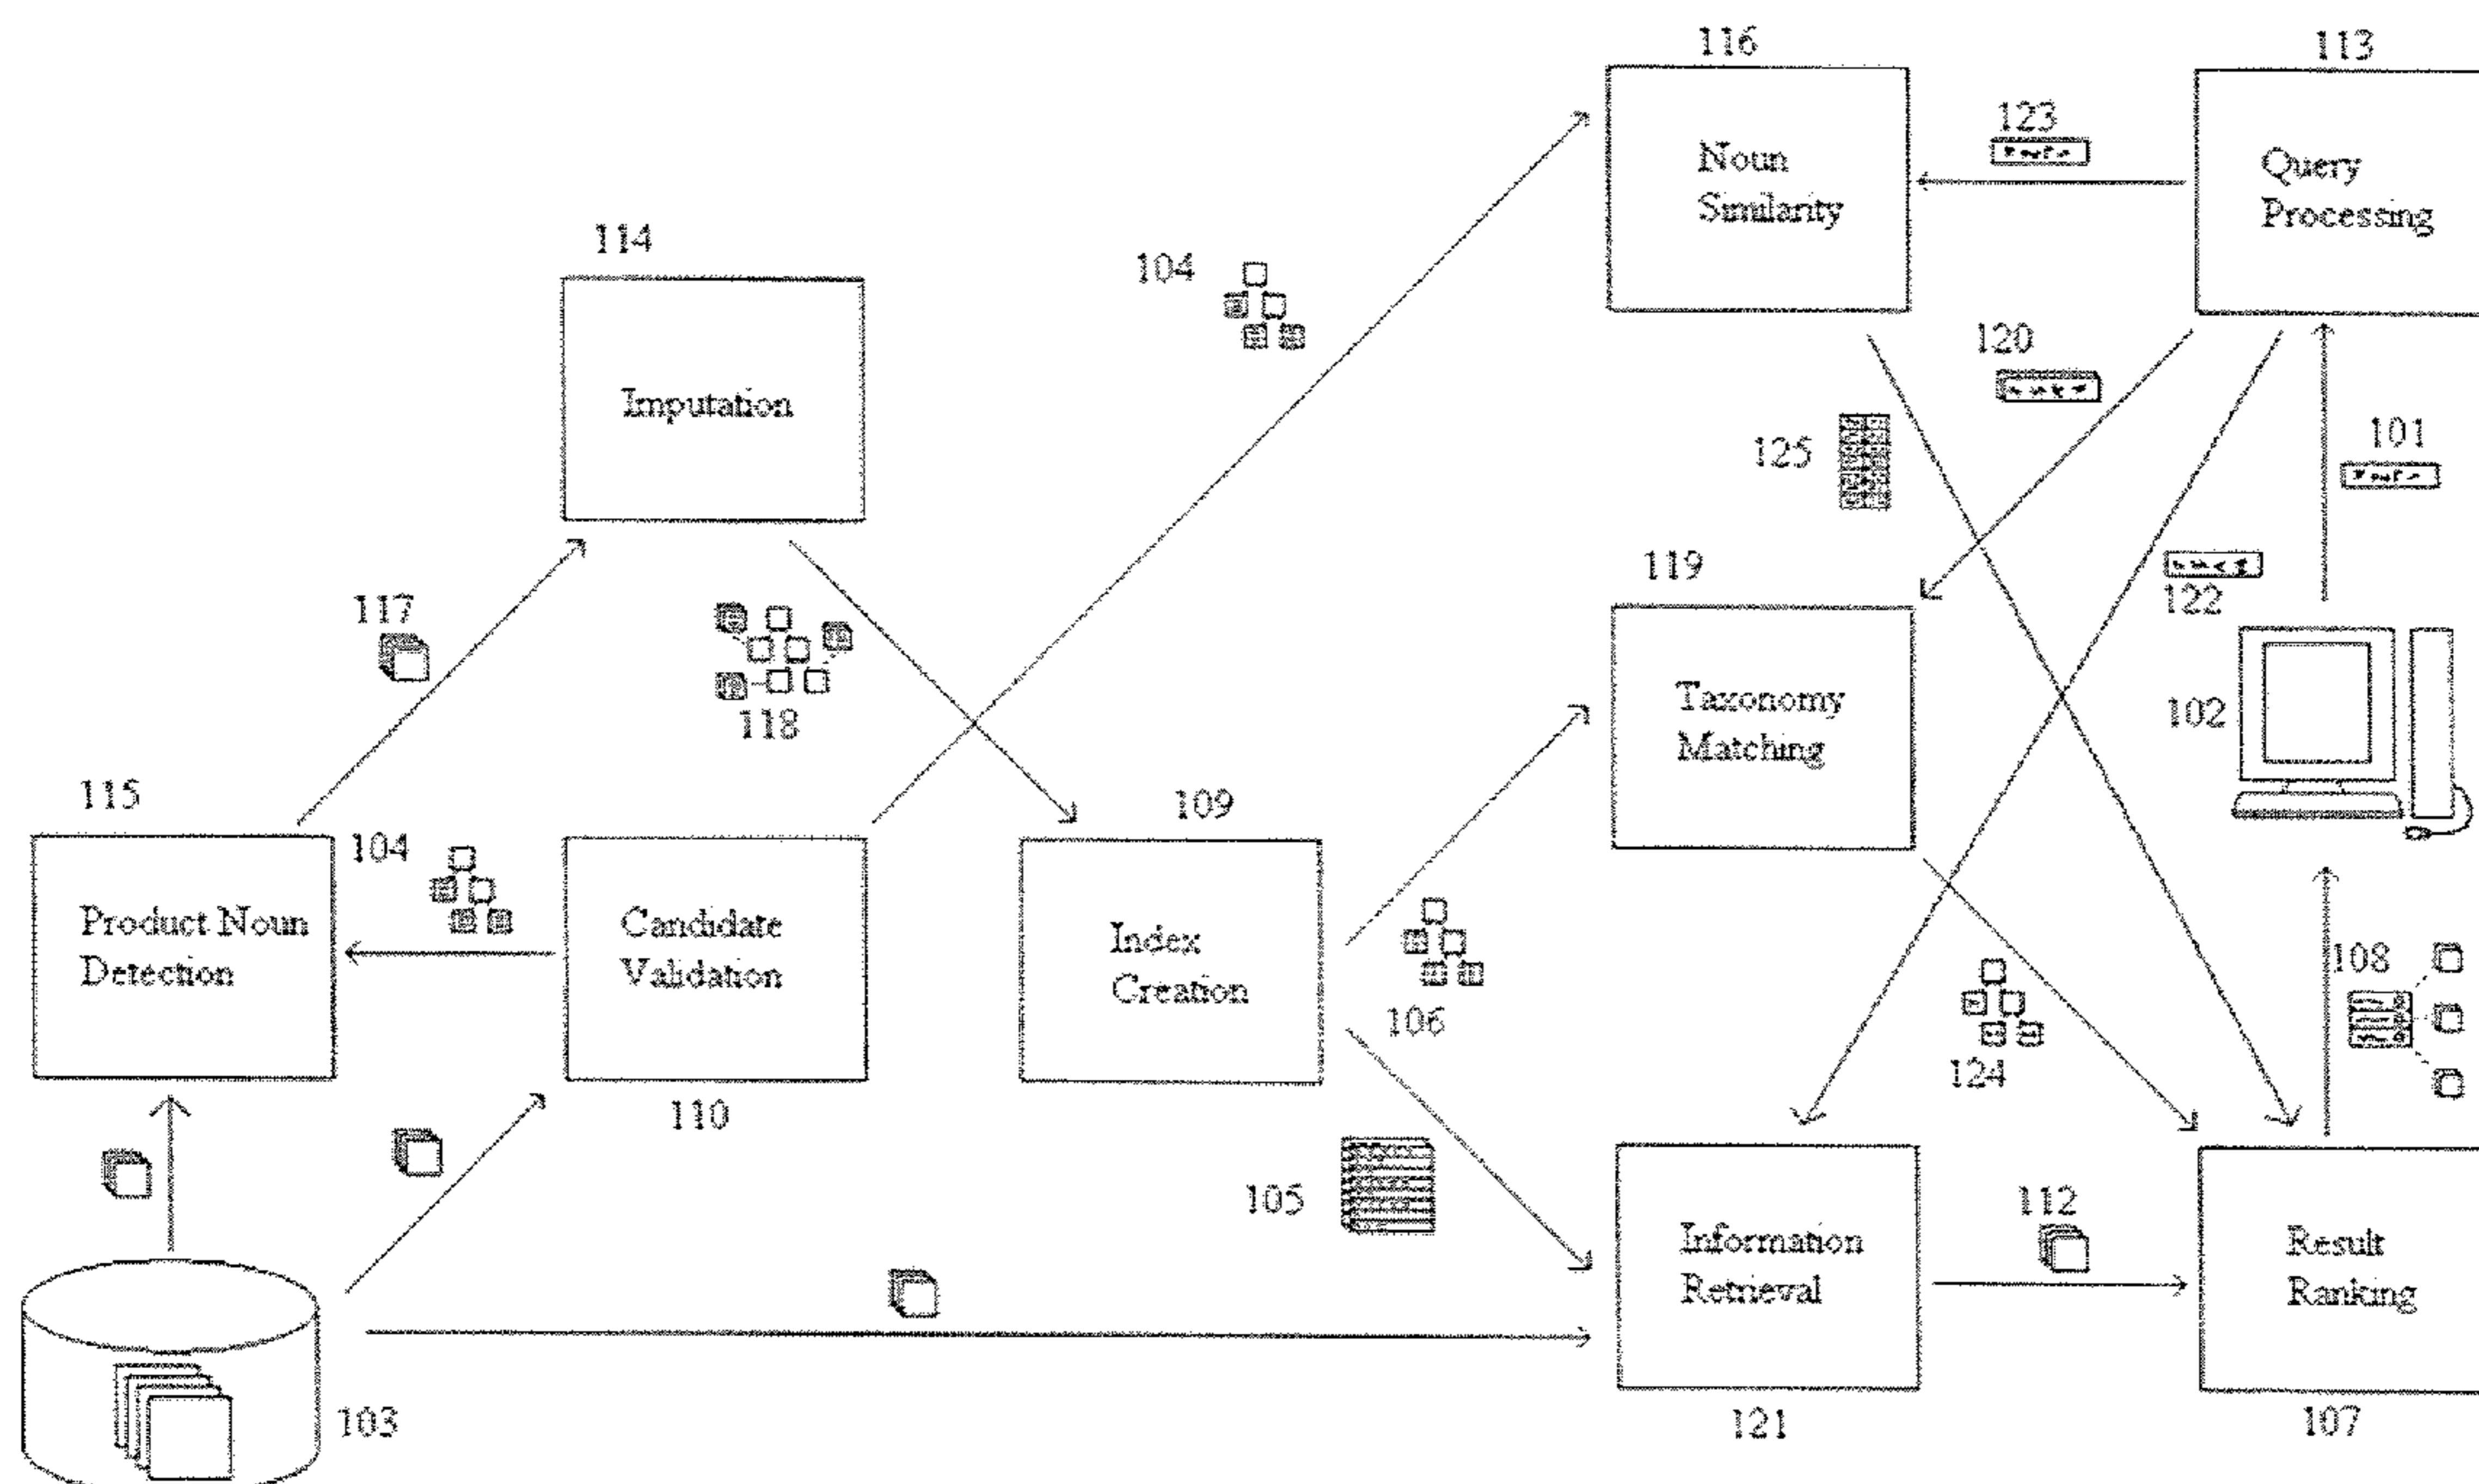 116
113
123
Noun
Similarity
Query
Processing
114
104
120
Imputation
125
101
119
117
122
118
Taxonomy
Matching
102
115
109
104
Product Noun
Detection
Candidate
Validation
Index
Creation
108
106
124
110
105
112
Information
Retrieval
Result
Ranking
103
121
107